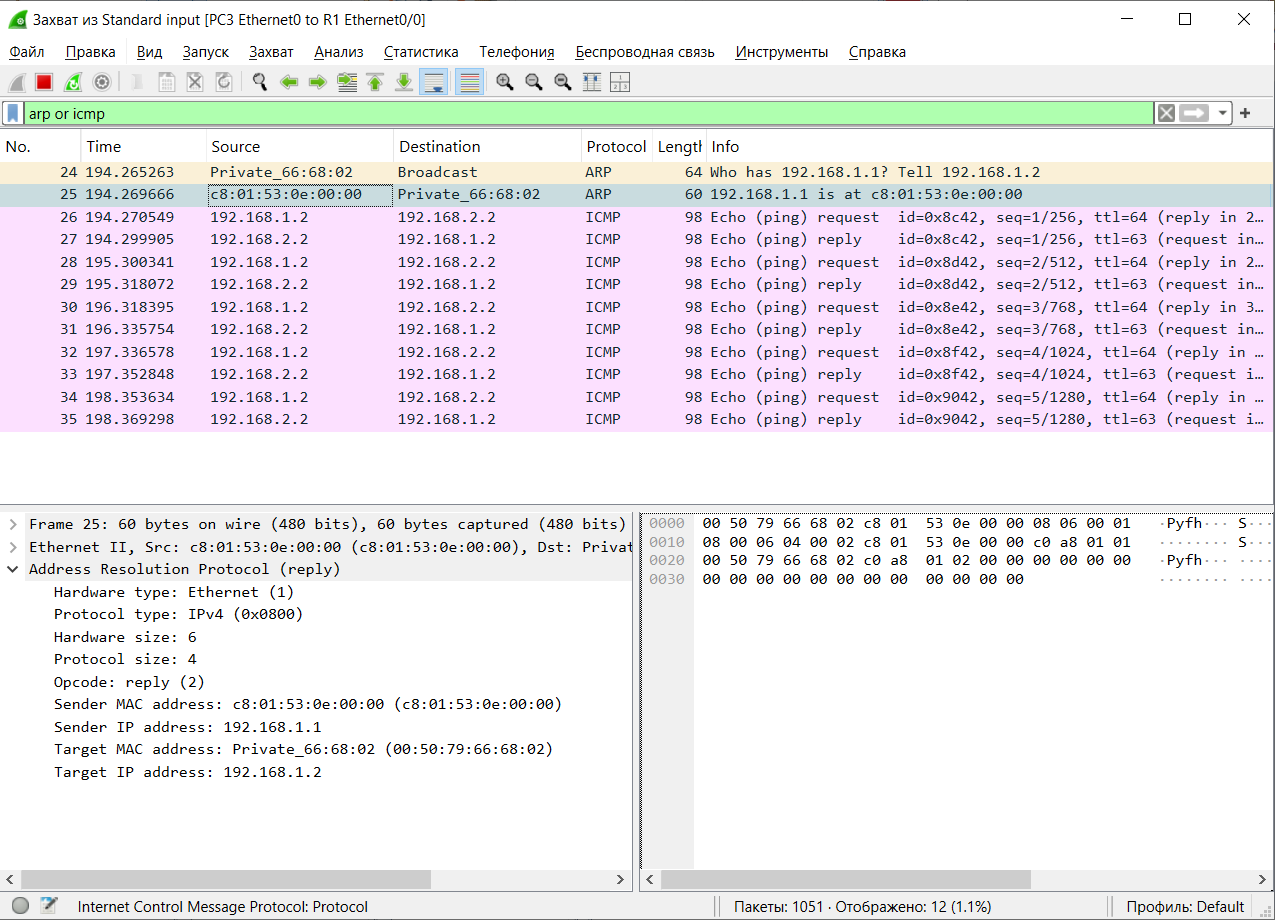 Захват из Standard input [PC3 Ethernet0 to R1 Ethernet0/0]
Файл Правка Вид Запуск Захват Анализ Статистика Телефония Беспроводная связь Инструменты Справка
arp or icmp
No. Time Source Destination Protocol Lengtl Info
24 194.265263 Private_66:68:02 Broadcast ARP 64 Who has 192.168.1.1? Tell 192.168.1.2
25 194.269666 c8:01:53:0e:00:00 Private_66:68:02 ARP 60 192.168.1.1 is at c8:01:53:0e:00:00
26 194.270549 192.168.1.2 192.168.2.2 ICMP 98 Echo (ping) request id=0x8c42, seq=1/256, ttl=64 (reply in 2…
27 194.299905 192.168.2.2 192.168.1.2 ICMP 98 Echo (ping) reply id=0x8c42, seq=1/256, ttl=63 (request in…
28 195.300341 192.168.1.2 192.168.2.2 ICMP 98 Echo (ping) request id=0x8d42, seq=2/512, ttl=64 (reply in 2…
29 195.318072 192.168.2.2 192.168.1.2 ICMP 98 Echo (ping) reply id=0x8d42, seq=2/512, ttl=63 (request in…
30 196.318395 192.168.1.2 192.168.2.2 ICMP 98 Echo (ping) request id=0x8e42, seq=3/768, ttl=64 (reply in 3…
31 196.335754 192.168.2.2 192.168.1.2 ICMP 98 Echo (ping) reply id=0x8e42, seq=3/768, ttl=63 (request in…
32 197.336578 192.168.1.2 192.168.2.2 ICMP 98 Echo (ping) request id=0x8f42, seq=4/1024, ttl=64 (reply in …
33 197.352848 192.168.2.2 192.168.1.2 ICMP 98 Echo (ping) reply id=0x8f42, seq=4/1024, ttl=63 (request i…
34 198.353634 192.168.1.2 192.168.2.2 ICMP 98 Echo (ping) request id=0x9042, seq=5/1280, ttl=64 (reply in …
35 198.369298 192.168.2.2 192.168.1.2 ICMP 98 Echo (ping) reply id=0x9042, seq=5/1280, ttl=63 (request i…
Frame 25: 60 bytes on wire (480 bits), 60 bytes captured (480 bits)
Ethernet II, Src: c8:01:53:0e:00:00 (c8:01:53:0e:00:00), Dst: Privat
Address Resolution Protocol (reply)
Hardware type: Ethernet (1)
Protocol type: IPv4 (0x0800)
Hardware size: 6
Protocol size: 4
Opcode: reply (2)
Sender MAC address: c8:01:53:0e:00:00 (c8:01:53:0e:00:00)
Sender IP address: 192.168.1.1
Target MAC address: Private_66:68:02 (00:50:79:66:68:02)
Target IP address: 192.168.1.2
0000 00 50 79 66 68 02 c8 01 53 0e 00 00 08 06 00 01 ·Pyfh··· S···
0010 08 00 06 04 00 02 c8 01 53 0e 00 00 c0 a8 01 01 ········ S···
0020 00 50 79 66 68 02 c0 a8 01 02 00 00 00 00 00 00 ·Pyfh··· ····
0030 00 00 00 00 00 00 00 00 00 00 00 00 ········ ····
Internet Control Message Protocol: Protocol
Пакеты: 1051 · Отображено: 12 (1.1%)
Профиль: Default